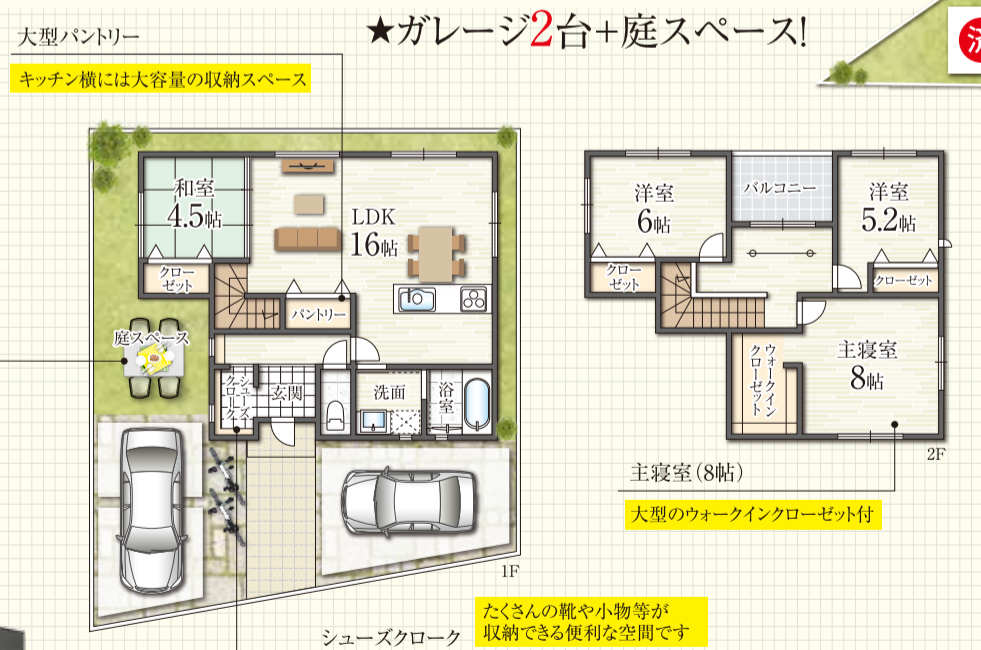 ★ガレージ2台+庭スペース!
大型パントリー
キッチン横には大容量の収納スペース
和室
4.5帖
LDK
16帖
クロー
ゼット
パントリー
庭スペース
シューズ
クローク
玄関
洗面
浴室
1F
シューズクローク
たくさんの靴や小物等が
収納できる便利な空間です
洋室
6帖
バルコニー
洋室
5.2帖
クロー
ゼット
クローゼット
ウォークイン
クローゼット
主寝室
8帖
2F
主寝室(8帖)
大型のウォークインクローゼット付